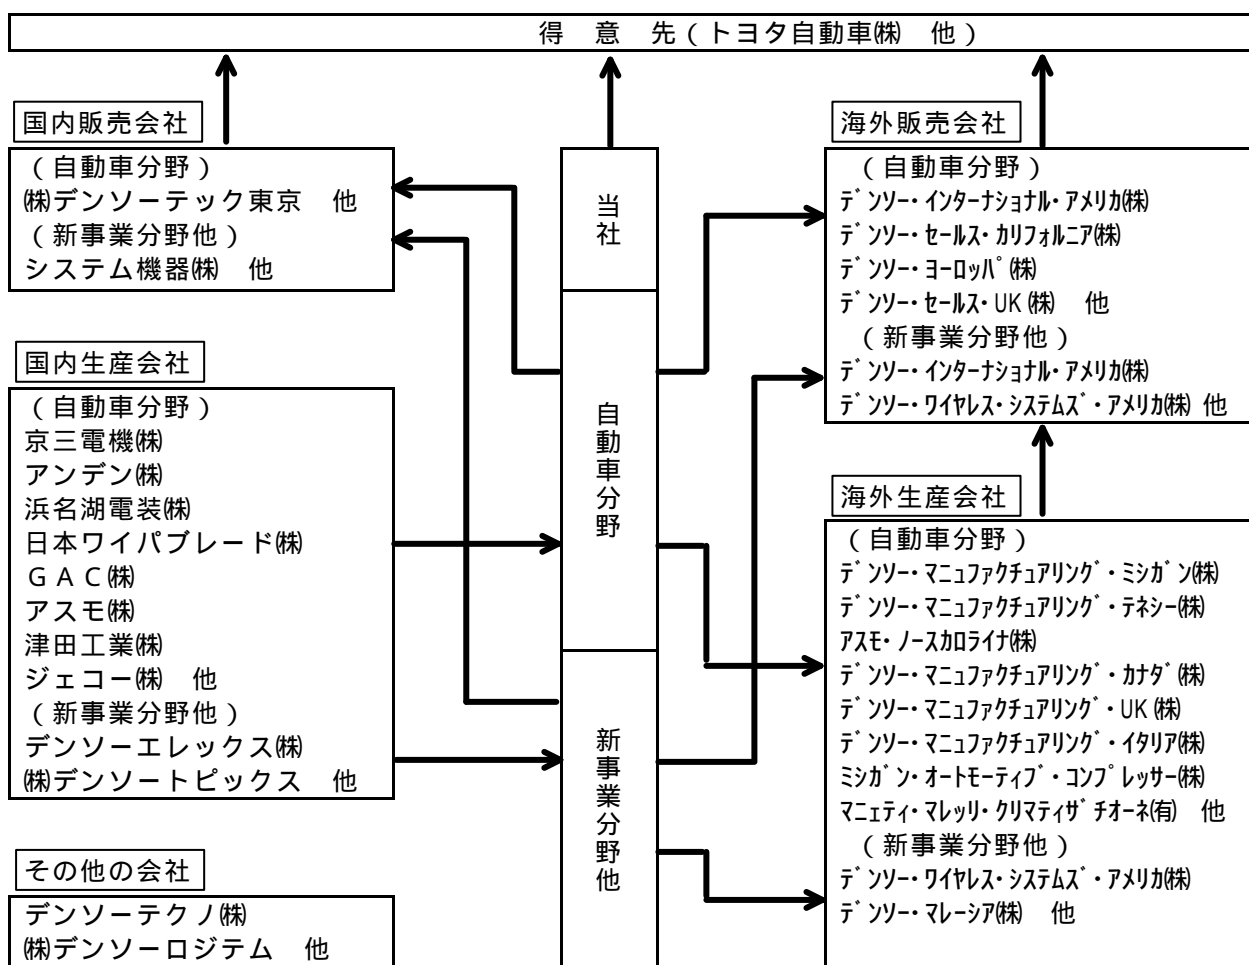 得意先(トヨタ自動車㈱ 他)
国内販売会社
(自動車分野)
㈱デンソーテック東京 他
(新事業分野他)
システム機器㈱ 他
国内生産会社
(自動車分野)
京三電機㈱
アンデン㈱
浜名湖電装㈱
日本ワイパブレード㈱
GAC㈱
アスモ㈱
津田工業㈱
ジェコー㈱ 他
(新事業分野他)
デンソーエレックス㈱
㈱デンソートピックス 他
その他の会社
デンソーテクノ㈱
㈱デンソーロジテム 他
当社
自動車分野
新事業分野他
海外販売会社
(自動車分野)
デンソー・インターナショナル・アメリカ㈱
デンソー・セールス・カリフォルニア㈱
デンソー・ヨーロッパ㈱
デンソー・セールス・UK㈱ 他
(新事業分野他)
デンソー・インターナショナル・アメリカ㈱
デンソー・ワイヤレス・システムズ・アメリカ㈱ 他
海外生産会社
(自動車分野)
デンソー・マニュファクチュアリング・ミシガン㈱
デンソー・マニュファクチュアリング・テネシー㈱
アスモ・ノースカロライナ㈱
デンソー・マニュファクチュアリング・カナダ㈱
デンソー・マニュファクチュアリング・UK㈱
デンソー・マニュファクチュアリング・イタリア㈱
ミシガン・オートモーティブ・コンプレッサー㈱
マニェティ・マレッリ・クリマティザチオーネ㈲ 他
(新事業分野他)
デンソー・ワイヤレス・システムズ・アメリカ㈱
デンソー・マレーシア㈱ 他